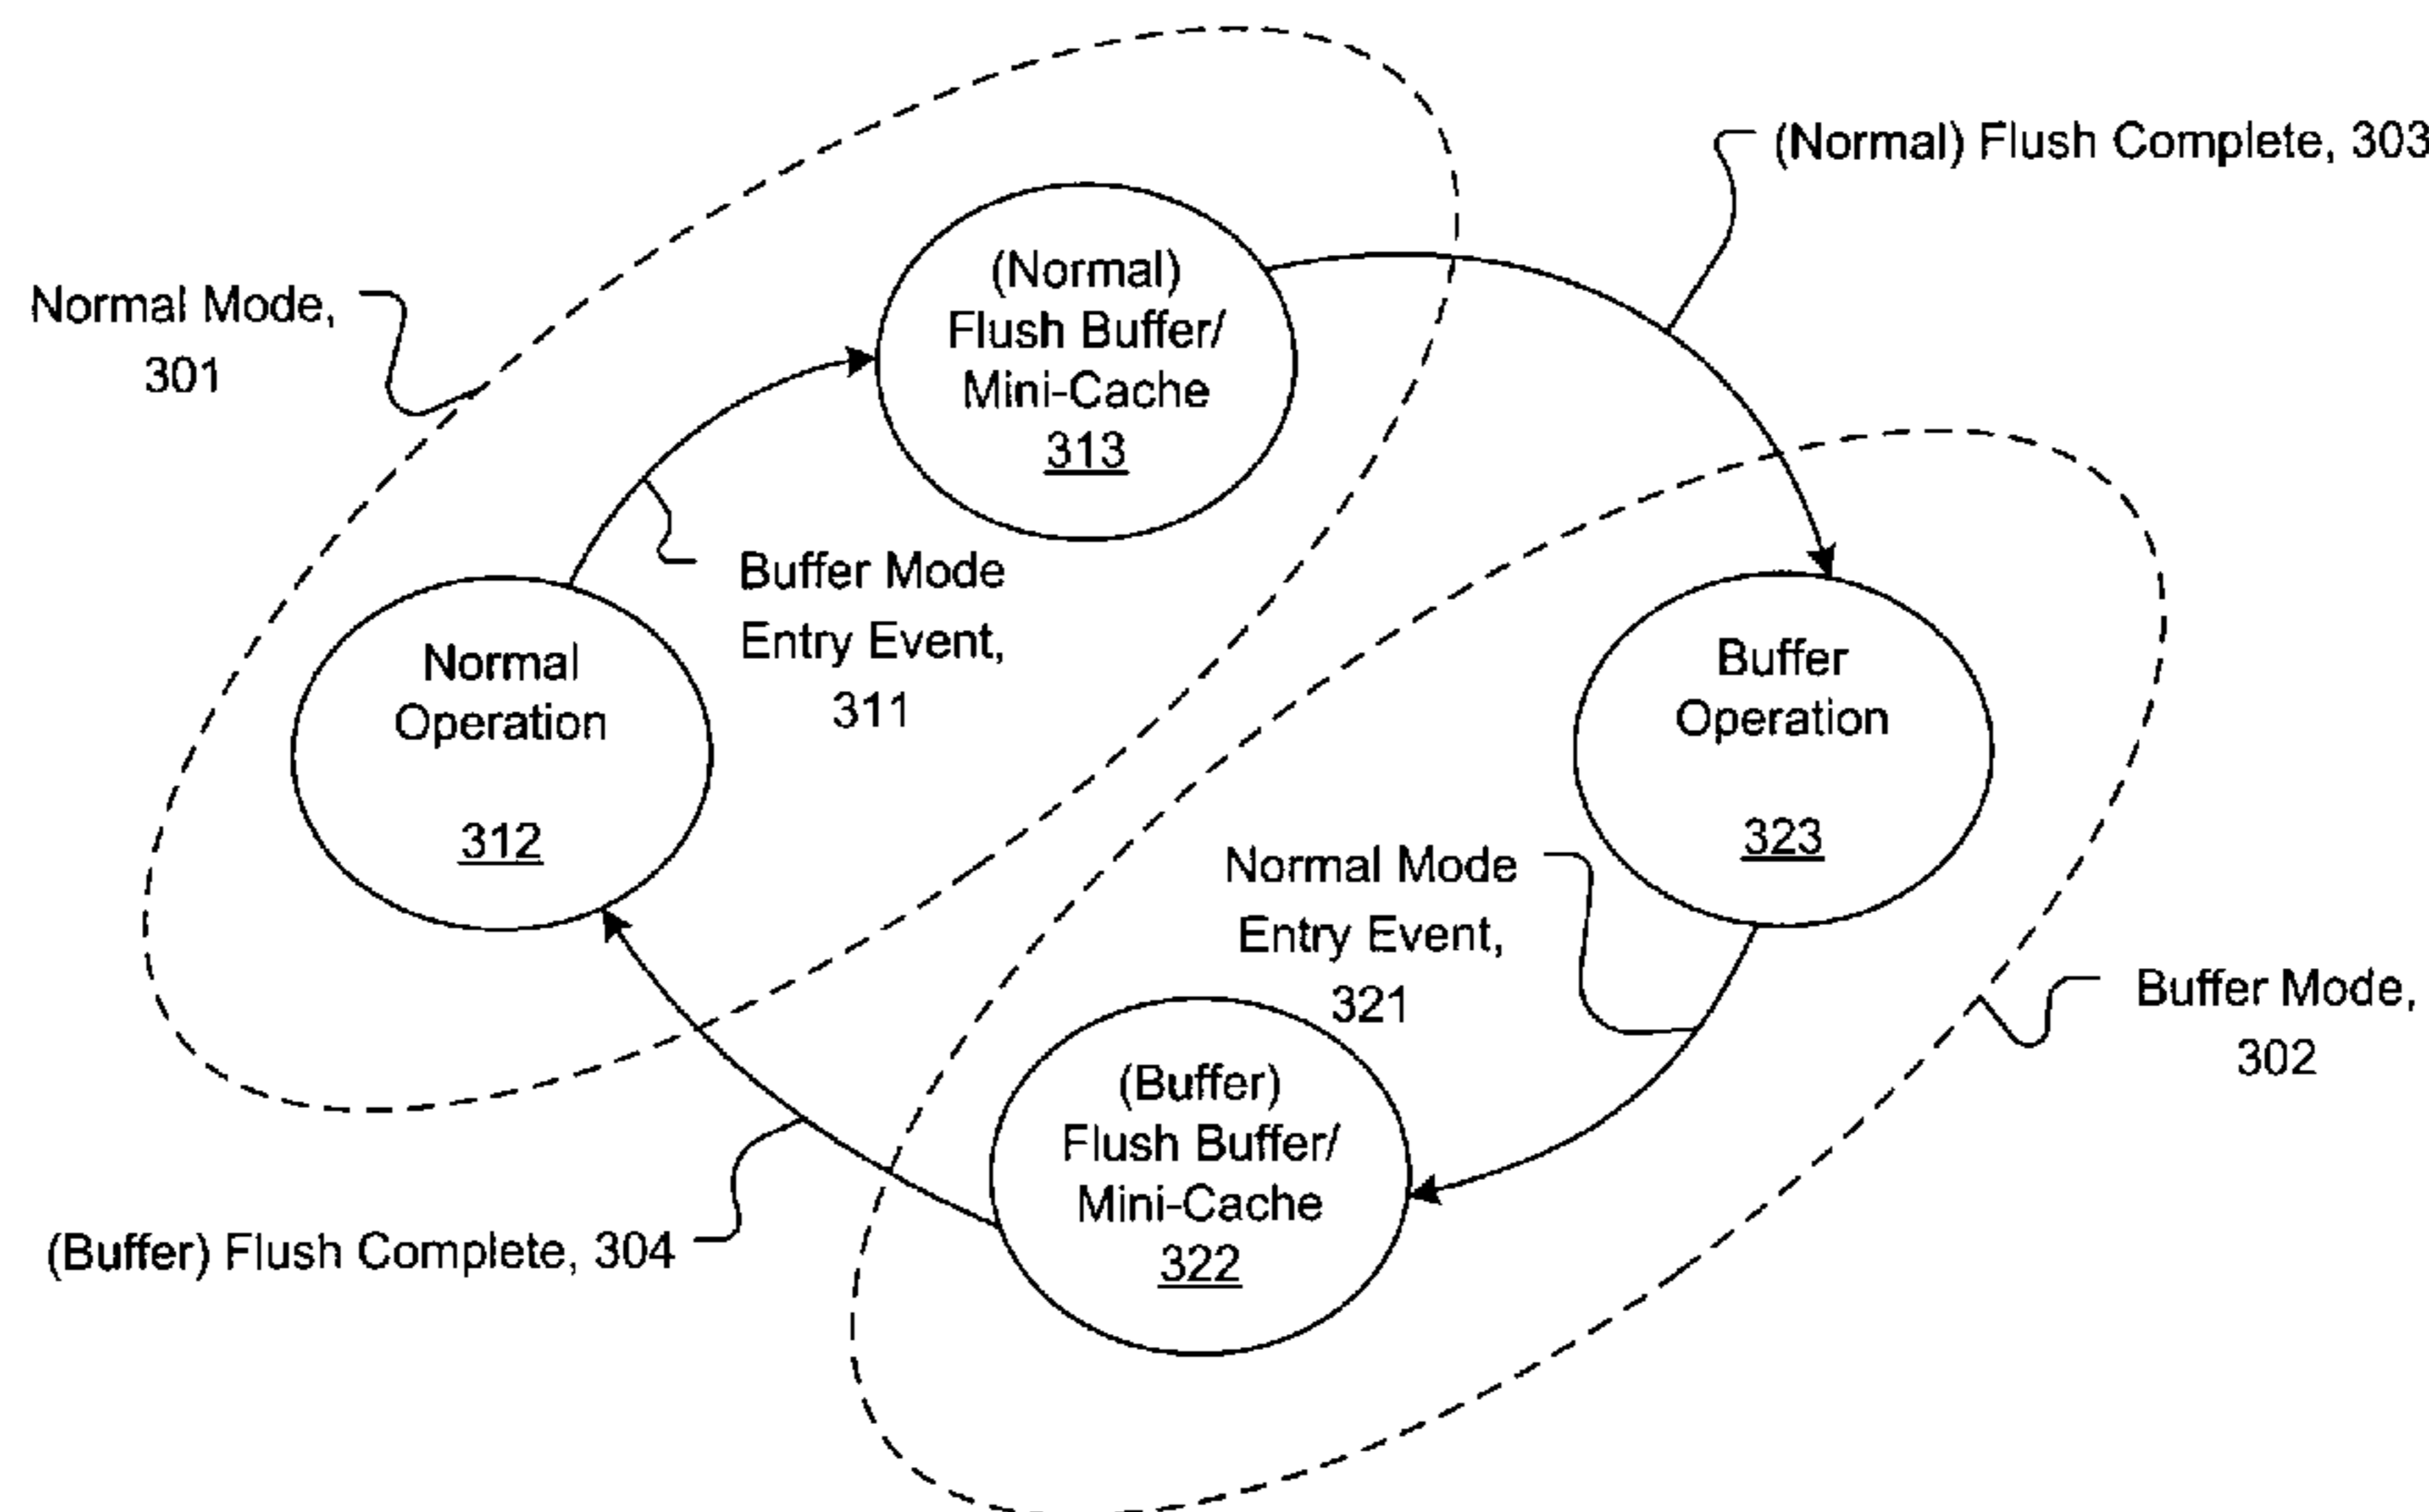 (Normal) Flush Complete, 303
Normal Mode,
301
(Normal)
Flush Buffer/
Mini-Cache
313
Buffer Mode
Entry Event,
311
Normal
Operation
312
Buffer
Operation
323
Normal Mode
Entry Event,
321
Buffer Mode,
302
(Buffer)
Flush Buffer/
Mini-Cache
322
(Buffer) Flush Complete, 304